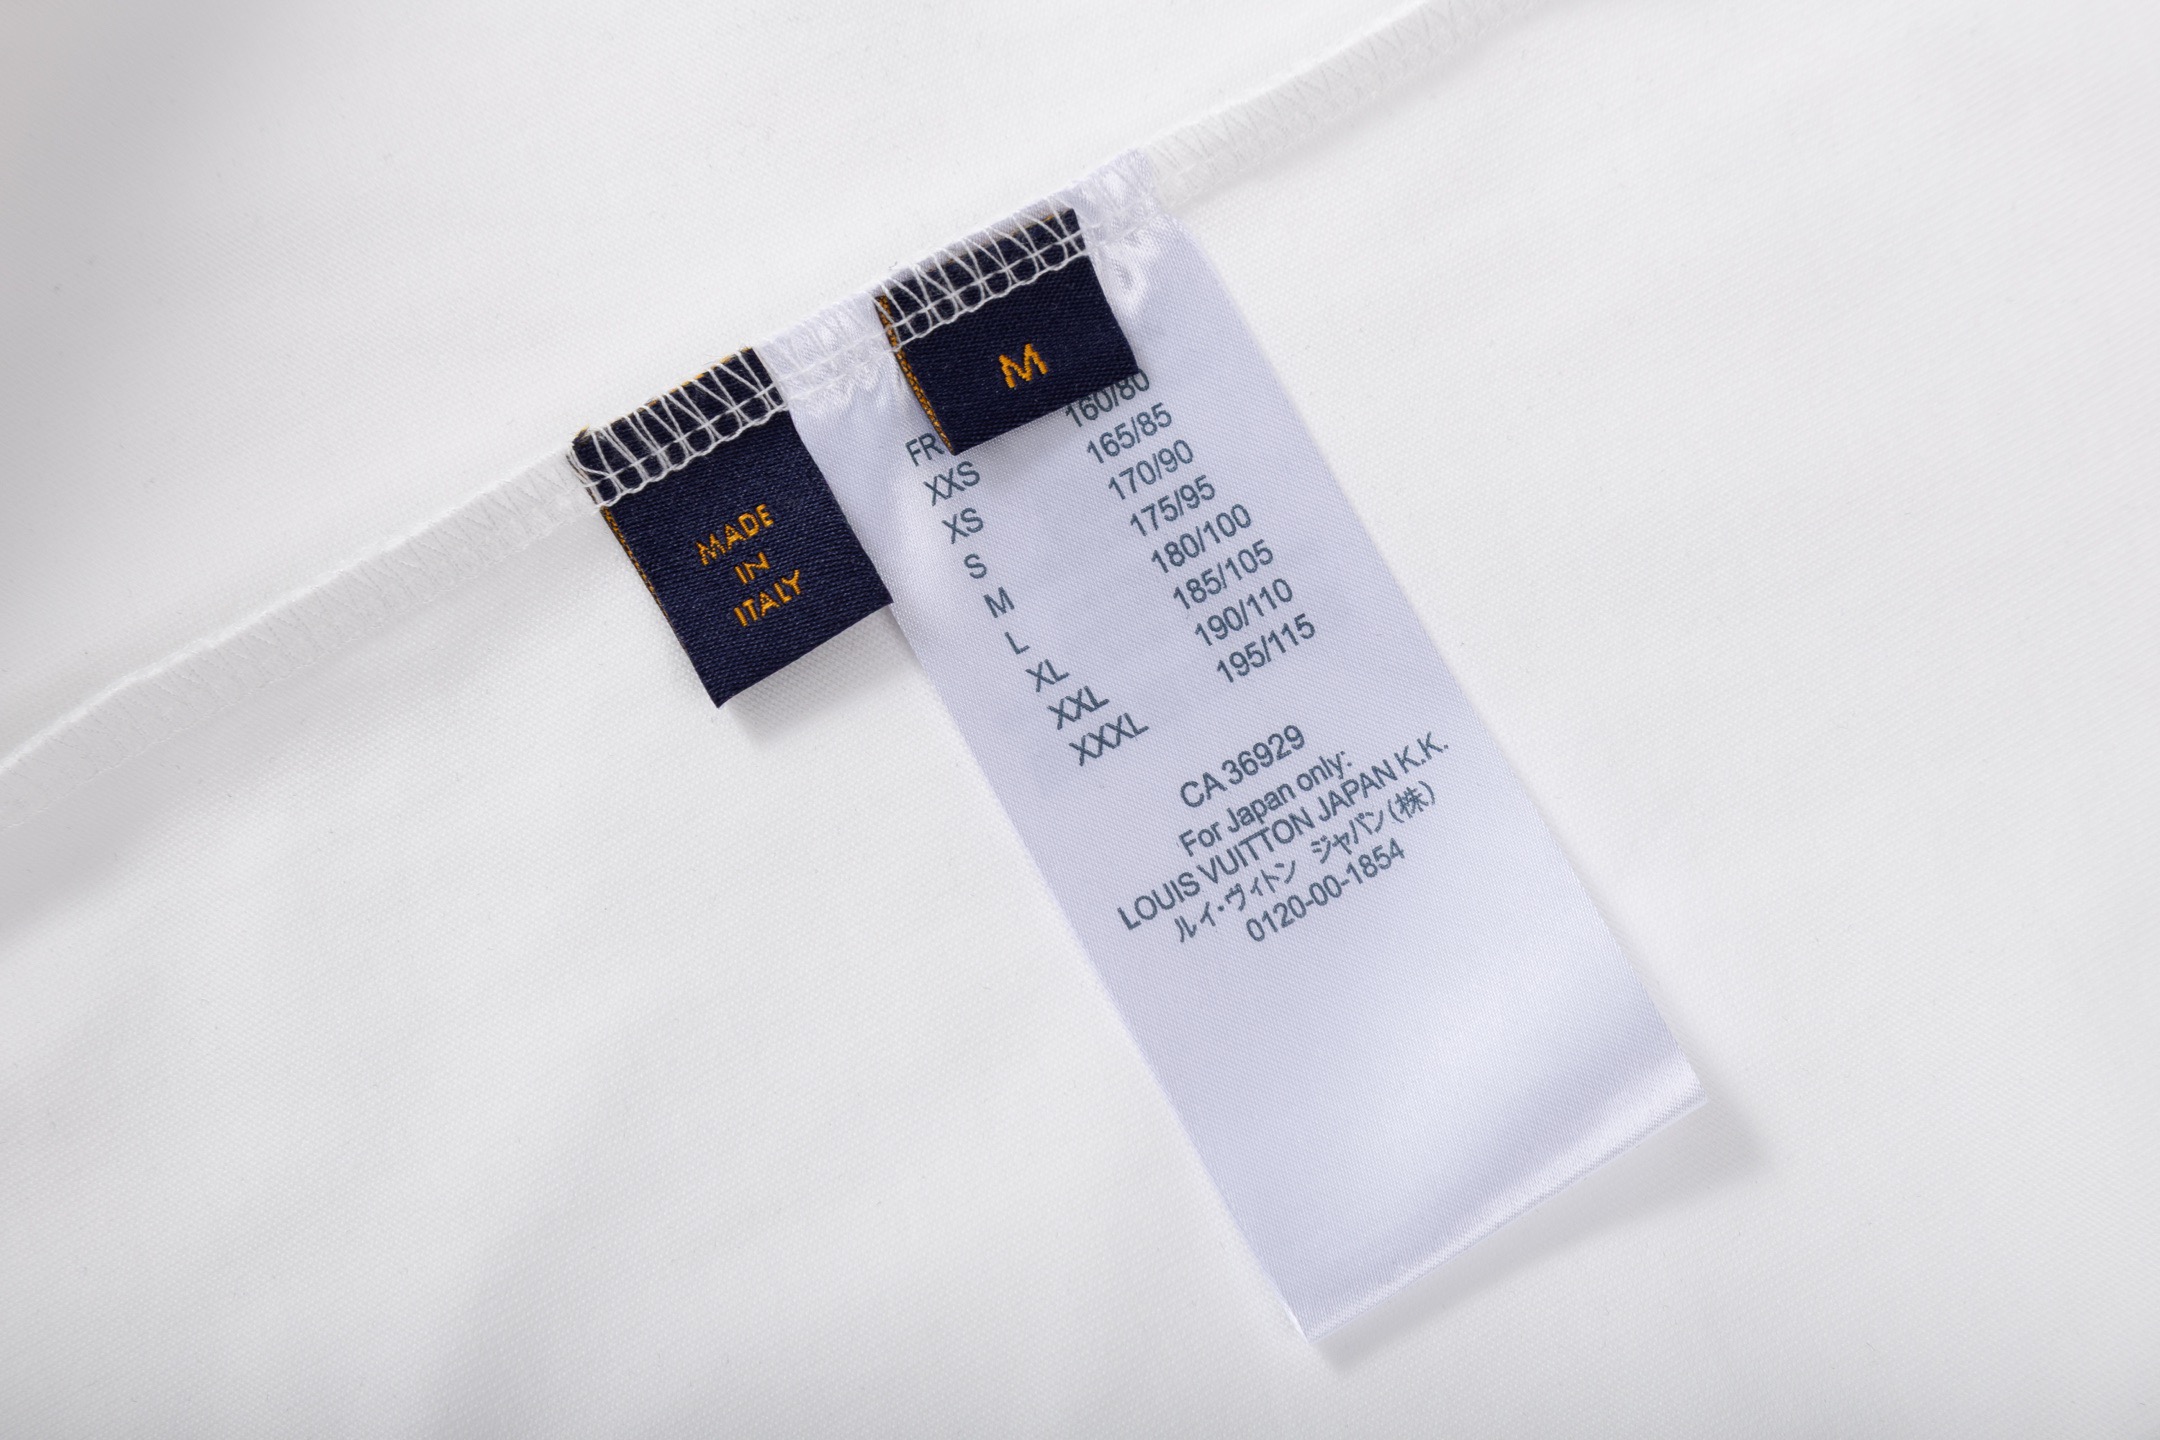 MADE
IN
ITALY
M
FR
160/80
XXS 165/85
XS 170/90
S 175/95
M 180/100
L 185/105
XL 190/110
XXL 195/115
XXXL
CA 36929
For Japan only:
LOUIS VUITTON JAPAN K.K.
ルイ・ヴィトン ジャパン(株)
0120-00-1854